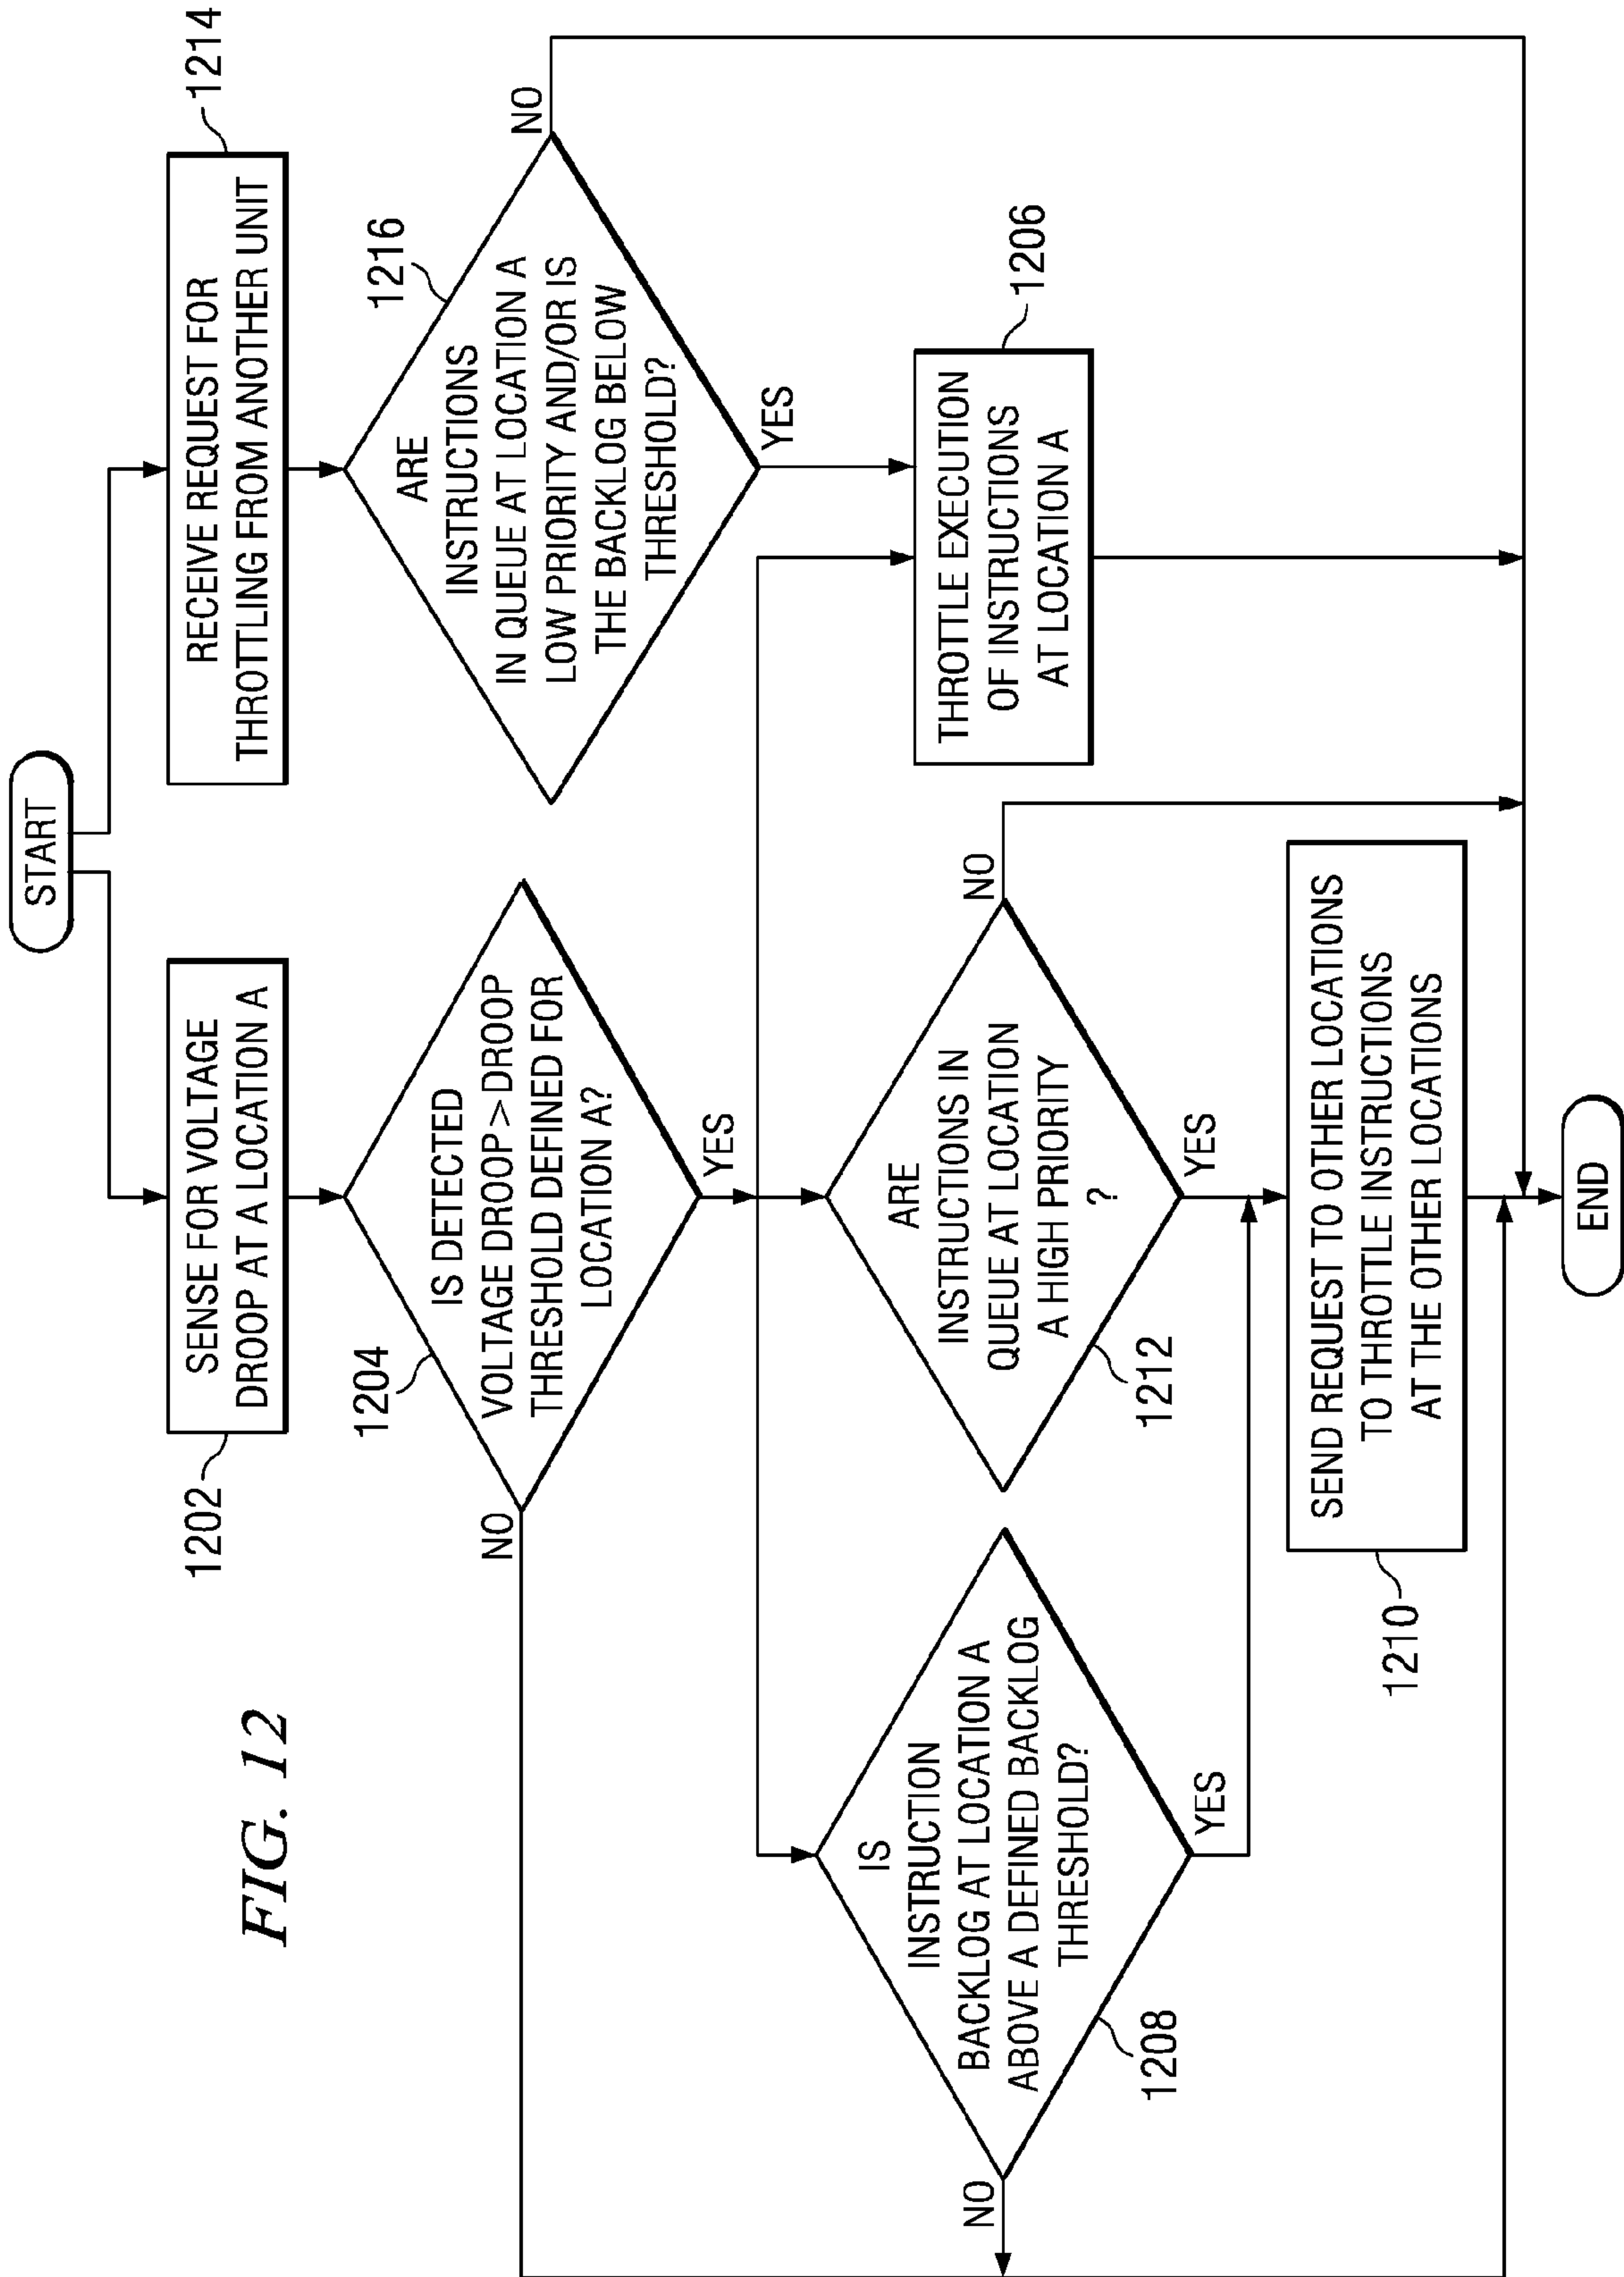 FIG. 12
START
1202
SENSE FOR VOLTAGE
DROOP AT A LOCATION A
RECEIVE REQUEST FOR
THROTTLING FROM ANOTHER UNIT
1214
1204
IS DETECTED
VOLTAGE DROOP > DROOP
THRESHOLD DEFINED FOR
LOCATION A?
NO
YES
1216
ARE
INSTRUCTIONS
IN QUEUE AT LOCATION A
LOW PRIORITY AND/OR IS
THE BACKLOG BELOW
THRESHOLD?
NO
YES
IS
INSTRUCTION
BACKLOG AT LOCATION A
ABOVE A DEFINED BACKLOG
THRESHOLD?
NO
1208
YES
ARE
INSTRUCTIONS IN
QUEUE AT LOCATION
A HIGH PRIORITY
?
NO
1212
YES
THROTTLE EXECUTION
OF INSTRUCTIONS
AT LOCATION A
1206
1210
SEND REQUEST TO OTHER LOCATIONS
TO THROTTLE INSTRUCTIONS
AT THE OTHER LOCATIONS
END